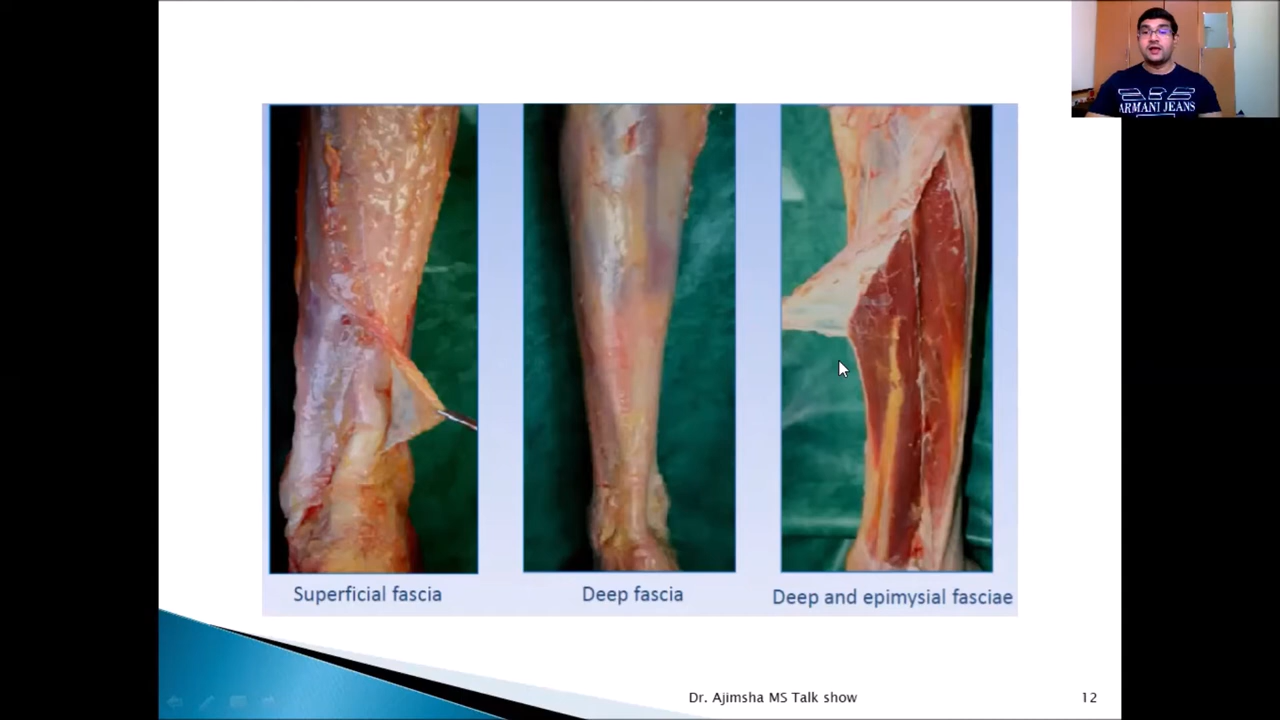 ARMANI JEANS
Superficial fascia
Deep fascia
Deep and epimysial fasciae
Dr. Ajimsha MS Talk show
12